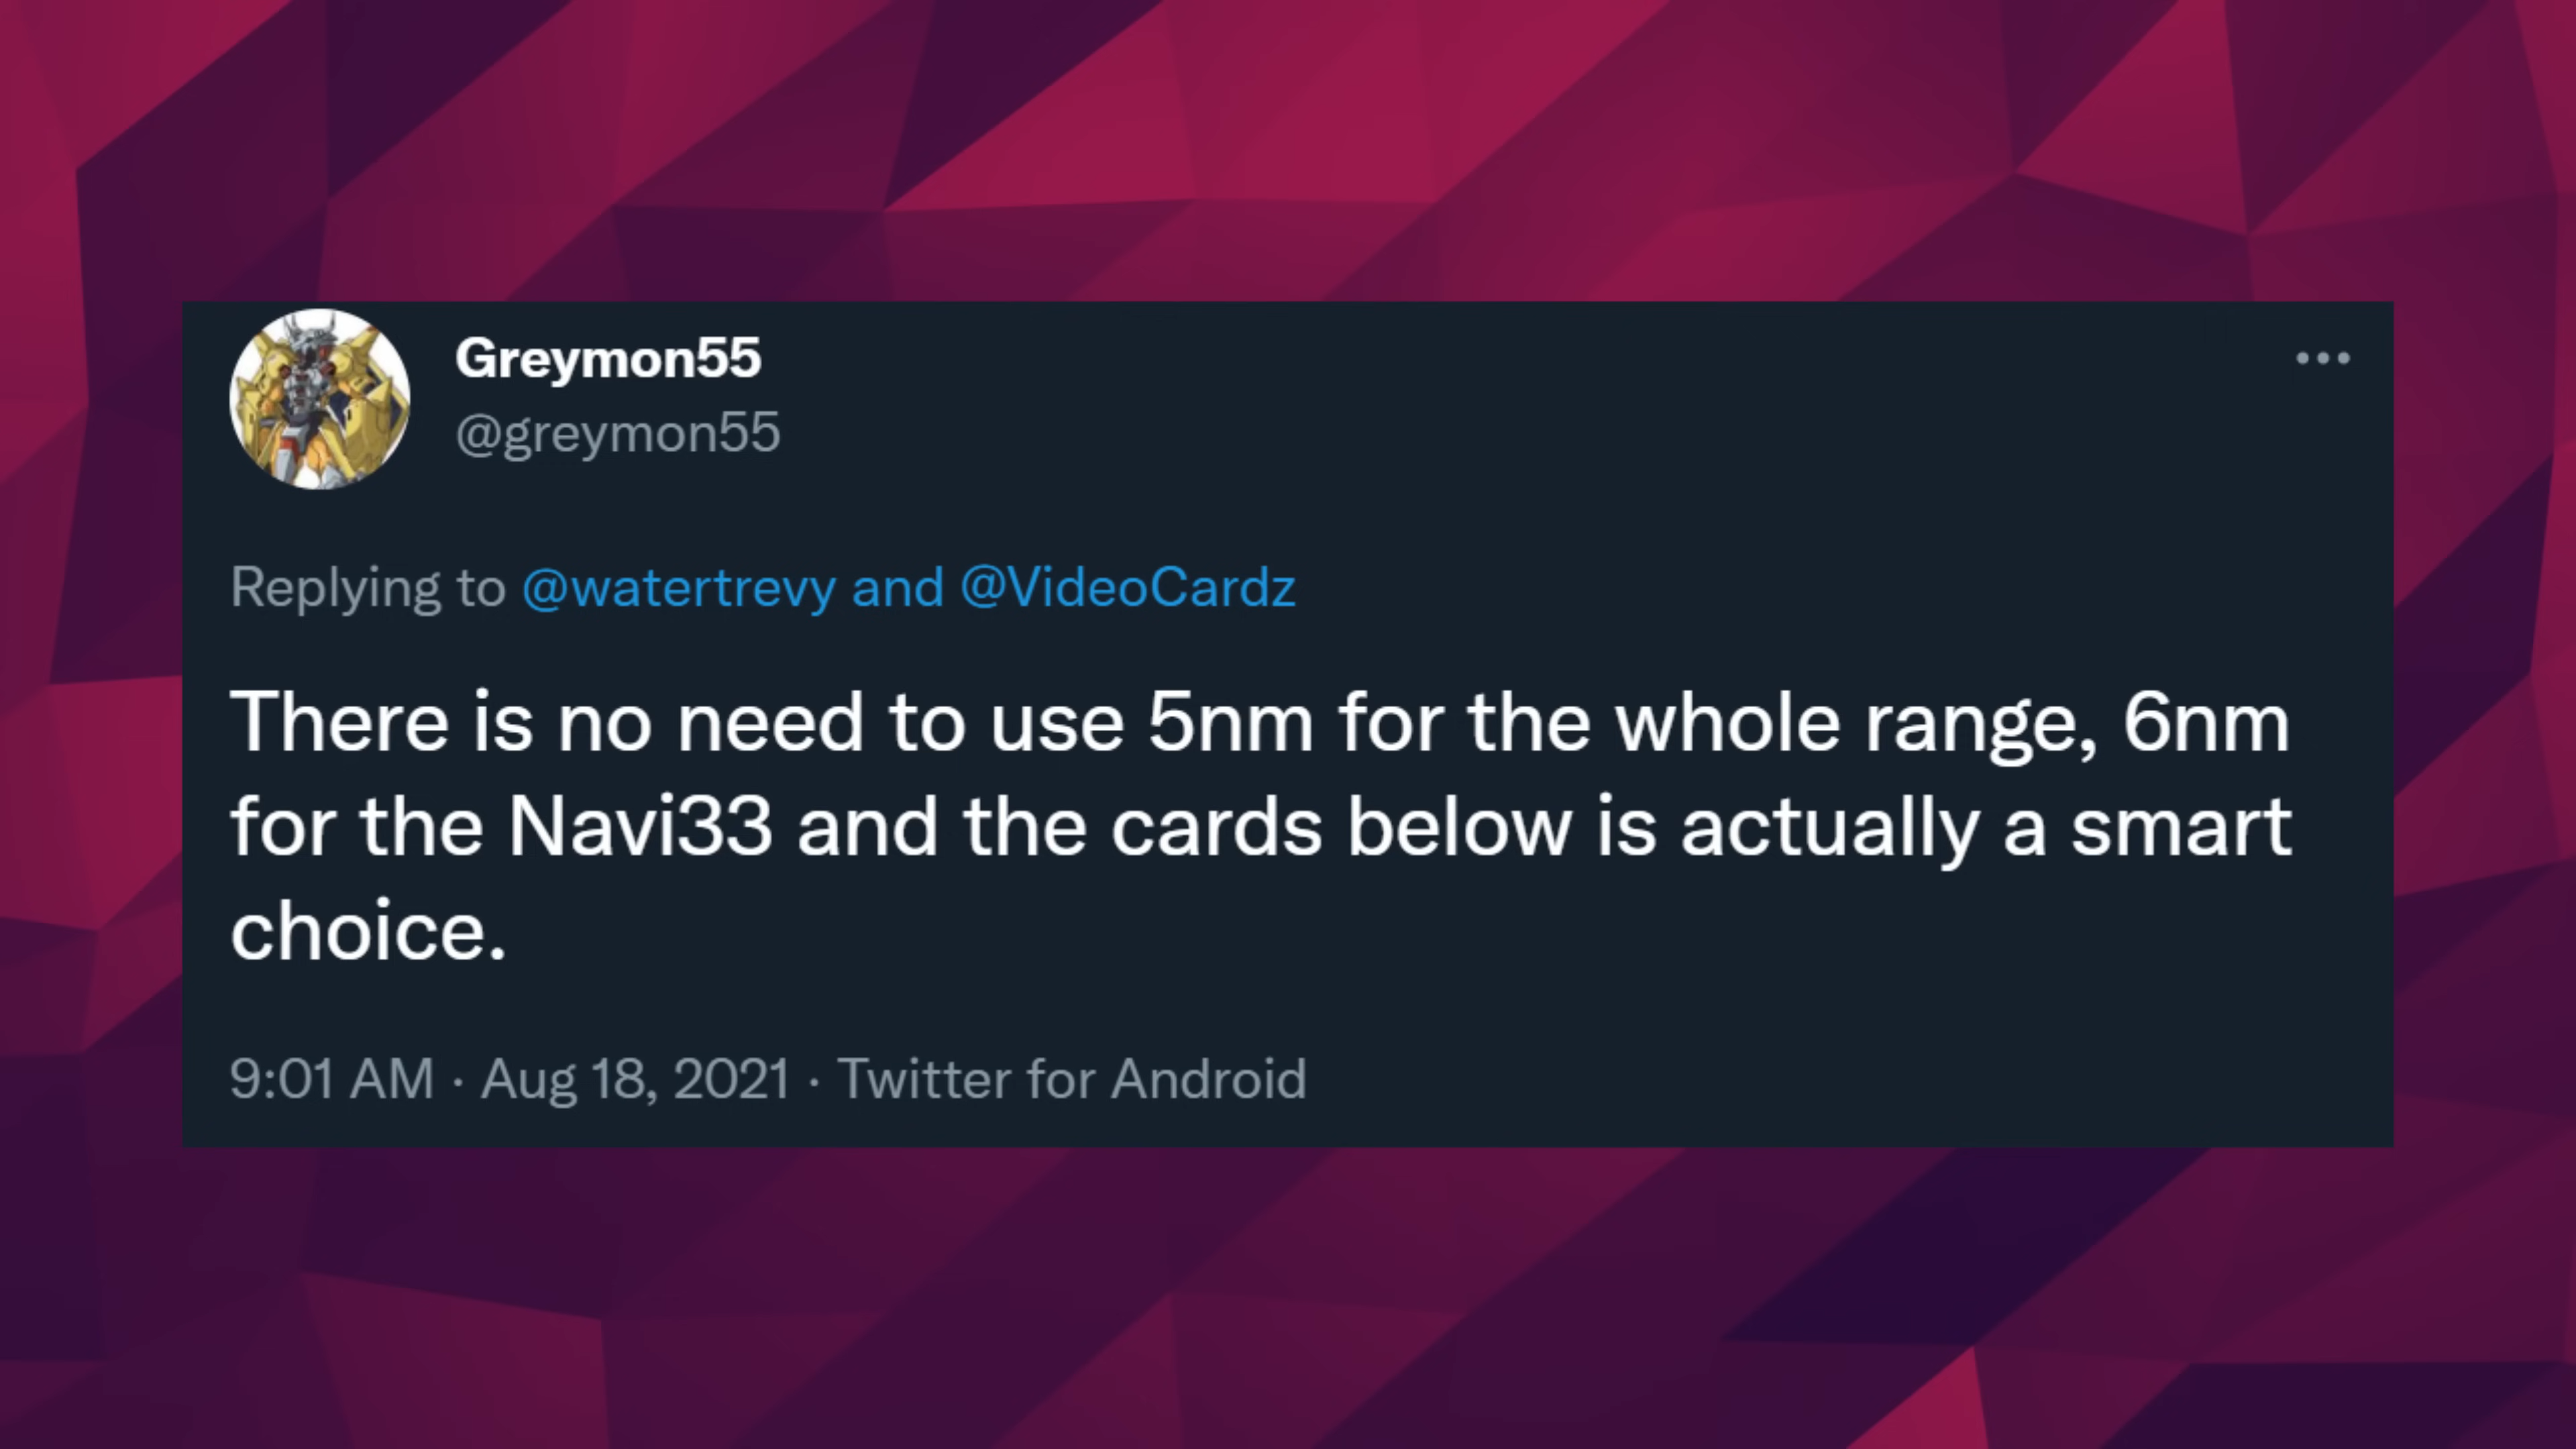 Greymon55
@greymon55
Replying to @watertrevy and @VideoCardz
There is no need to use 5nm for the whole range, 6nm
for the Navi33 and the cards below is actually a smart
choice.
9:01 AM · Aug 18, 2021 · Twitter for Android